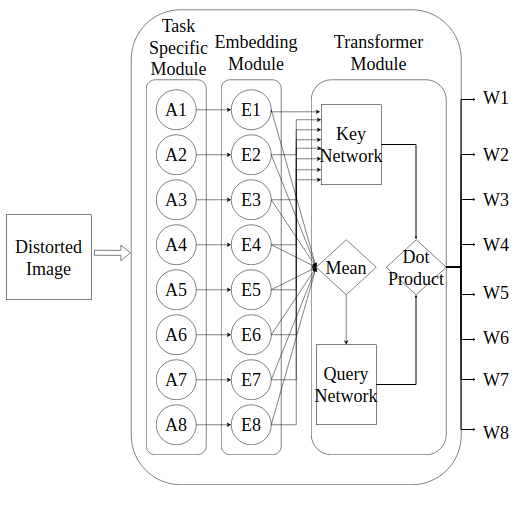 Task
Specific
Module
Embedding
Module
Transformer
Module
A1
E1
A2
E2
A3
E3
A4
E4
A5
E5
A6
E6
A7
E7
A8
E8
Distorted
Image
Key
Network
Mean
Dot
Product
Query
Network
W1
W2
W3
W4
W5
W6
W7
W8